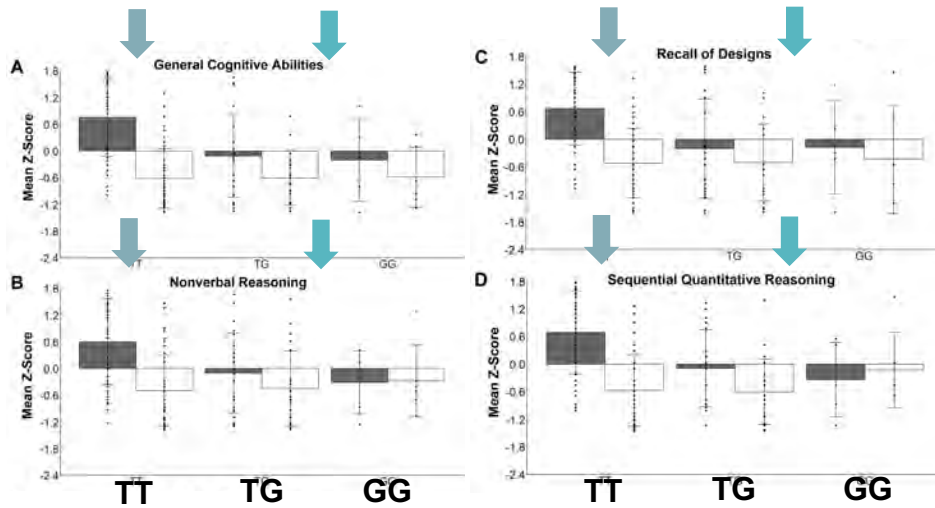 A
General Cognitive Abilities
Mean Z-Score
1.8
1.2
0.6
0.0
-0.6
-1.2
-1.8
-2.4
TT
TG
GG
B
Nonverbal Reasoning
Mean Z-Score
1.8
1.2
0.6
0.0
-0.6
-1.2
-1.8
-2.4
TT
TG
GG
C
Recall of Designs
Mean Z-Score
1.8
1.2
0.6
0.0
-0.6
-1.2
-1.8
-2.4
TG
GG
D
Sequential Quantitative Reasoning
Mean Z-Score
1.8
1.2
0.6
0.0
-0.6
-1.2
-1.8
-2.4
TT
TG
GG